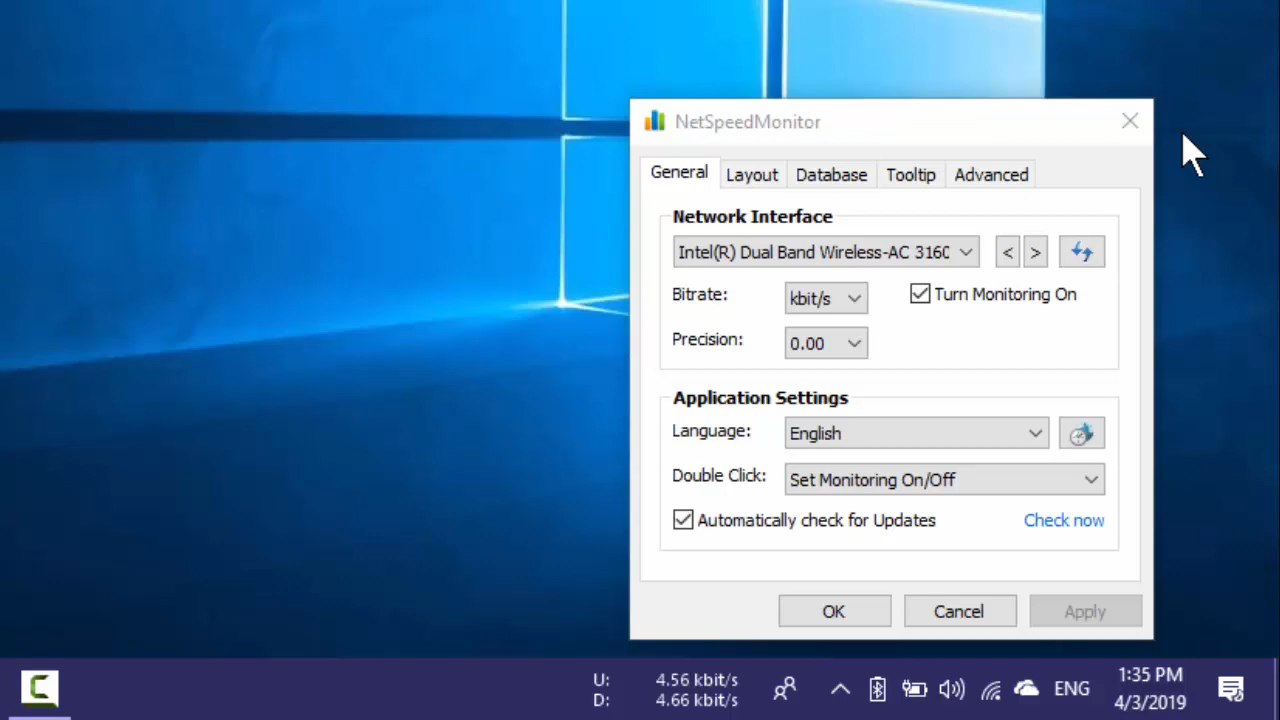 NetSpeedMonitor
General Layout Database Tooltip Advanced
Network Interface
Intel(R) Dual Band Wireless-AC 3160 < >
Bitrate: kbit/s Turn Monitoring On
Precision: 0.00
Application Settings
Language: English
Double Click: Set Monitoring On/Off
Automatically check for Updates Check now
OK Cancel Apply
U: 4.56 kbit/s
D: 4.66 kbit/s
ENG
1:35 PM
4/3/2019